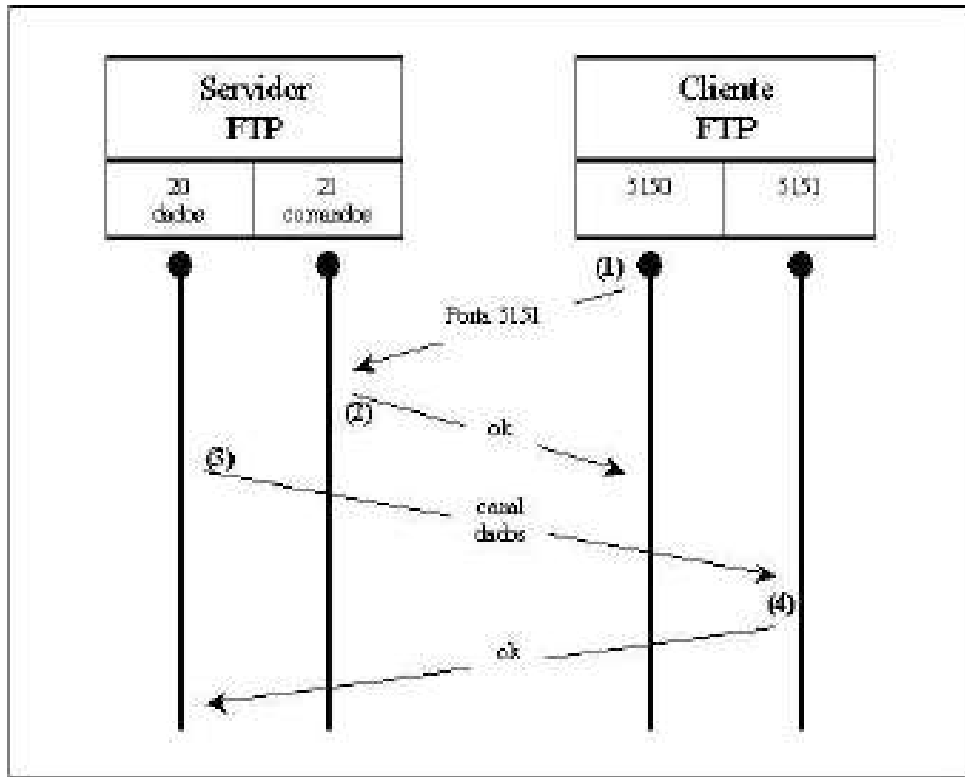 Servidor
FTP
Cliente
FTP
20
dados
21
comandos
5150
5151
(1)
Porta 5151
(2)
ok
(3)
canal
dados
(4)
ok